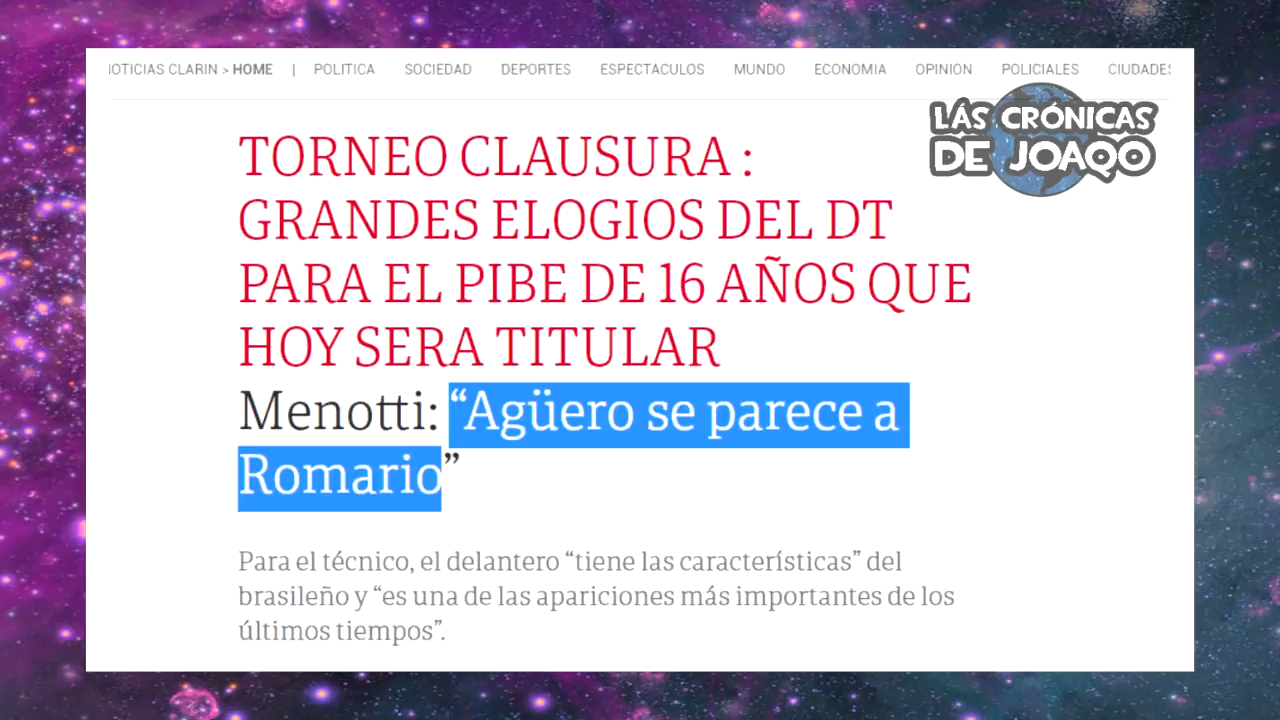 NOTICIAS CLARIN > HOME | POLITICA SOCIEDAD DEPORTES ESPECTACULOS MUNDO ECONOMIA OPINION POLICIALES CIUDADES
LÁS CRÓNICAS
DE JOAQO
TORNEO CLAUSURA :
GRANDES ELOGIOS DEL DT
PARA EL PIBE DE 16 AÑOS QUE
HOY SERA TITULAR
Menotti: “Agüero se parece a
Romario”
Para el técnico, el delantero “tiene las características” del
brasileño y “es una de las apariciones más importantes de los
últimos tiempos”.